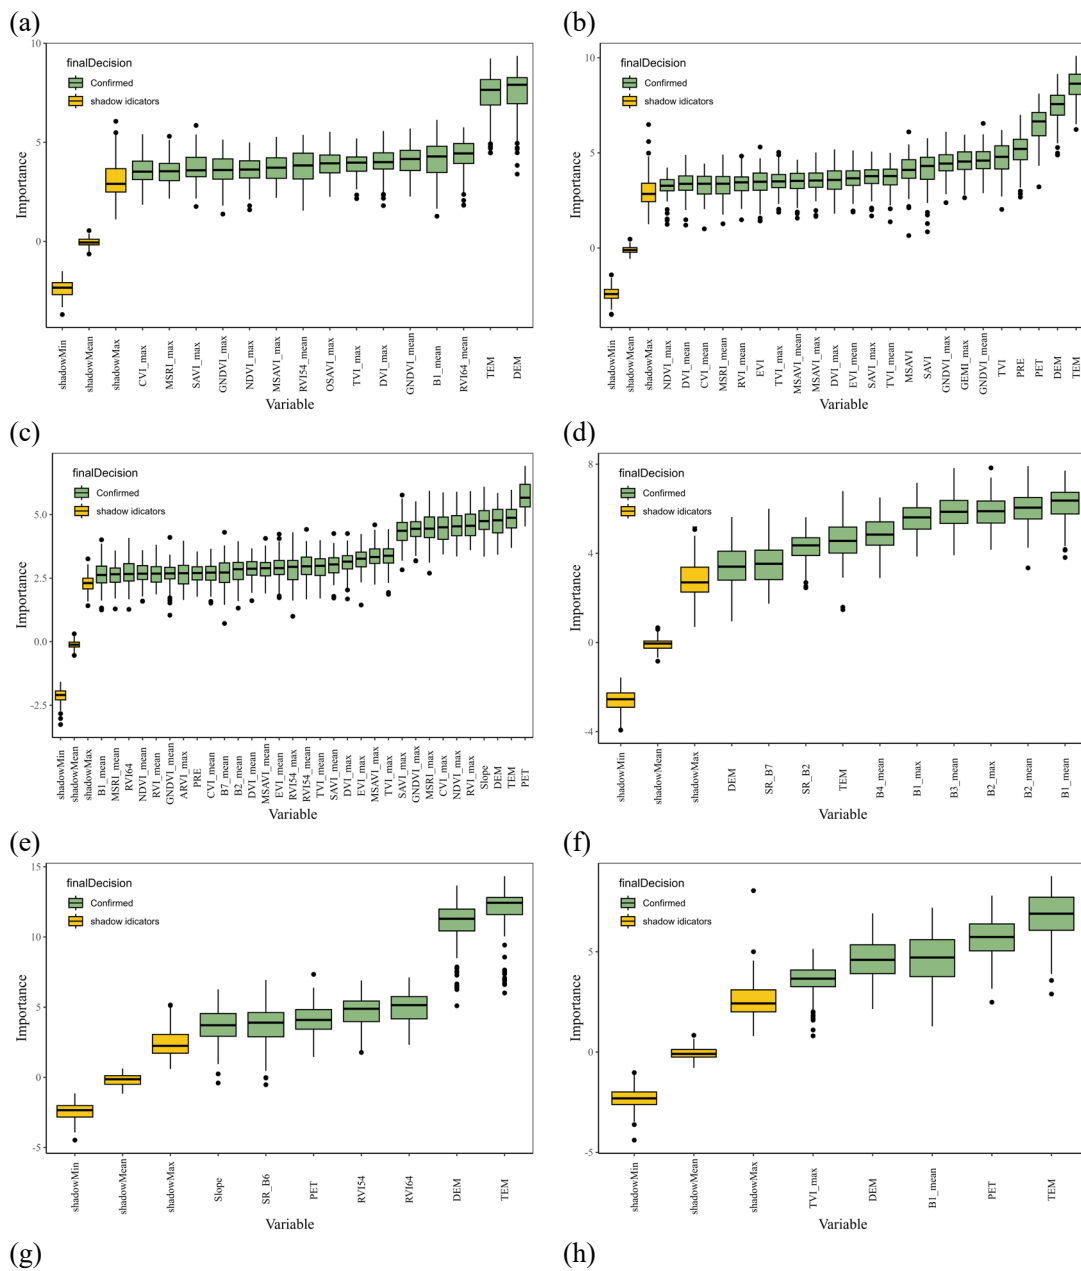 (a)
(b)
10
5
0
Importance
finalDecision
Confirmed
shadow idicators
shadowMin
shadowMean
shadowMax
CVI_max
MSRI_max
SAVI_max
GNDVI_max
NDVI_max
MSAVI_max
RVI54_mean
OSAVI_max
TVI_max
DVI_max
GNDVI_mean
B1_mean
RVI64_mean
TEM
DEM
Variable
10
5
0
Importance
finalDecision
Confirmed
shadow idicators
shadowMin
shadowMean
shadowMax
NDVI_max
DVI_mean
CVI_mean
MSRI_mean
RVI_mean
EVI
TVI_max
MSAVI_mean
MSAVI_max
DVI_max
EVI_mean
SAVI_max
TVI_mean
MSAVI
SAVI
GNDVI_max
GEMI_max
GNDVI_mean
TVI
PRE
PET
DEM
TEM
Variable
(c)
(d)
5.0
2.5
0.0
-2.5
Importance
finalDecision
Confirmed
shadow idicators
shadowMin
shadowMean
shadowMax
B1_mean
MSRI_mean
RVI64
NDVI_mean
RVI_mean
GNDVI_mean
ARVI_max
PRE
CVI_mean
B7_mean
B2_mean
DVI_mean
MSAVI_mean
EVI_mean
RVI54_max
RVI54_mean
TVI_mean
SAVI_mean
DVI_max
EVI_max
MSAVI_max
TVI_max
SAVI_max
GNDVI_max
MSRI_max
CVI_max
NDVI_max
RVI_max
Slope
DEM
TEM
PET
Variable
8
4
0
-4
Importance
finalDecision
Confirmed
shadow idicators
shadowMin
shadowMean
shadowMax
DEM
SR_B7
SR_B2
TEM
B4_mean
B1_max
B3_mean
B2_max
B2_mean
B1_mean
Variable
(e)
(f)
15
10
5
0
-5
Importance
finalDecision
Confirmed
shadow idicators
shadowMin
shadowMean
shadowMax
Slope
SR_B6
PET
RVI54
RVI64
DEM
TEM
Variable
5
0
-5
Importance
finalDecision
Confirmed
shadow idicators
shadowMin
shadowMean
shadowMax
TVI_max
DEM
B1_mean
PET
TEM
Variable
(g)
(h)